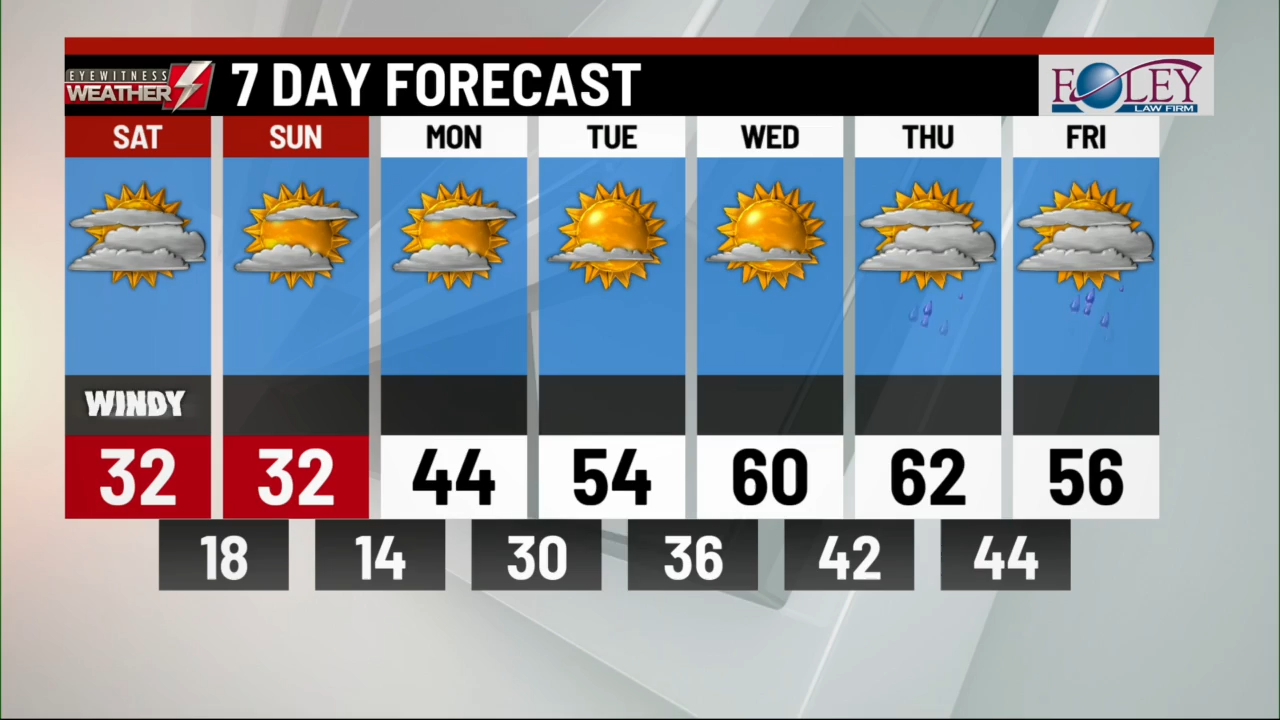 EYEWITNESS
WEATHER
7 DAY FORECAST
FOLEY
LAW FIRM
SAT SUN MON TUE WED THU FRI
WINDY
32 32 44 54 60 62 56
18 14 30 36 42 44